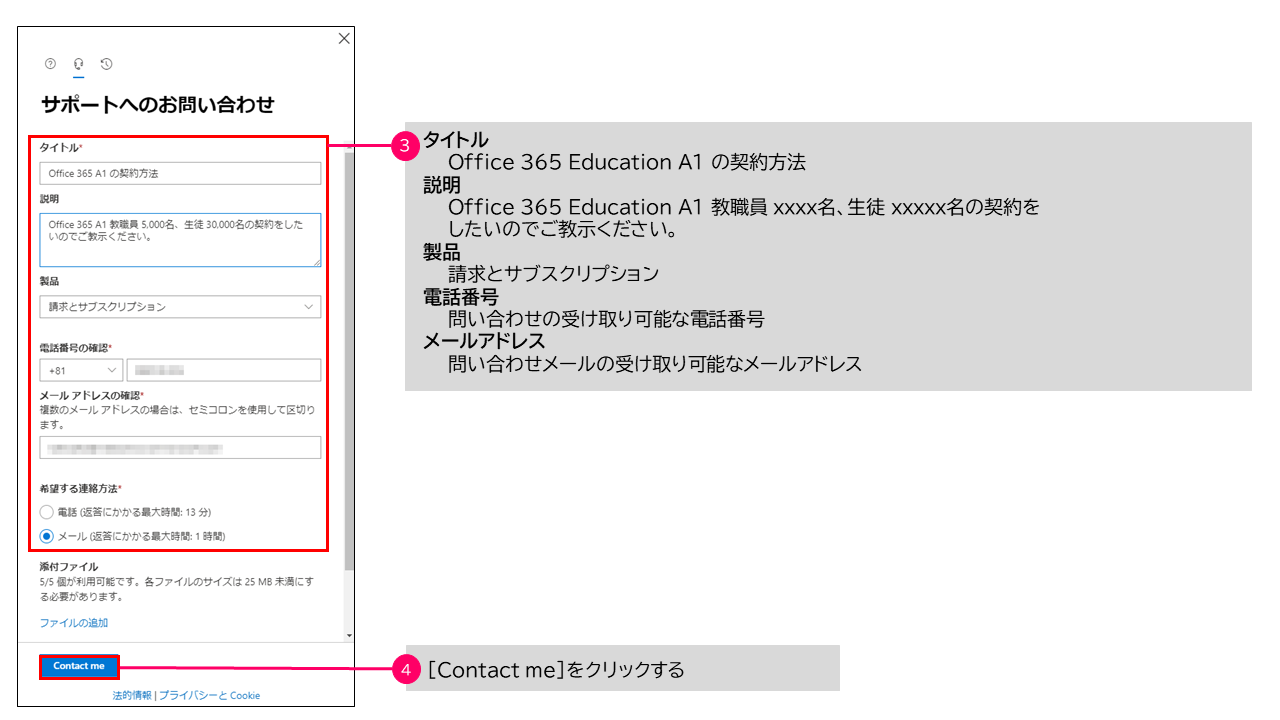 サポートへのお問い合わせ
タイトル*
Office 365 A1 の契約方法
説明
Office 365 A1 教職員 5,000名、生徒 30,000名の契約をした
いのでご教示ください。
製品
請求とサブスクリプション
電話番号の確認*
+81
メール アドレスの確認*
複数のメール アドレスの場合は、セミコロンを使用して区切り
ます。
希望する連絡方法*
電話 (返答にかかる最大時間: 13 分)
メール (返答にかかる最大時間: 1 時間)
添付ファイル
5/5 個が利用可能です。各ファイルのサイズは 25 MB 未満にす
る必要があります。
ファイルの追加
Contact me
法的情報 | プライバシーと Cookie
3
タイトル
Office 365 Education A1 の契約方法
説明
Office 365 Education A1 教職員 xxxx名、生徒 xxxxx名の契約を
したいのでご教示ください。
製品
請求とサブスクリプション
電話番号
問い合わせの受け取り可能な電話番号
メールアドレス
問い合わせメールの受け取り可能なメールアドレス
4
[Contact me]をクリックする